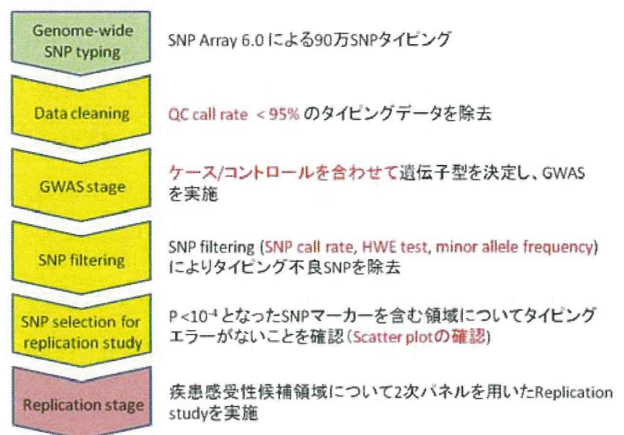 Genome-wide
SNP typing
SNP Array 6.0 による90万SNPタイピング
Data cleaning
QC call rate < 95% のタイピングデータを除去
GWAS stage
ケース/コントロールを合わせて遺伝子型を決定し、GWAS
を実施
SNP filtering
SNP filtering (SNP call rate, HWE test, minor allele frequency)
によりタイピング不良SNPを除去
SNP selection for
replication study
P <10⁻⁴ となったSNPマーカーを含む領域についてタイピング
エラーがないことを確認(Scatter plotの確認)
Replication stage
疾患感受性候補領域について2次パネルを用いたReplication
studyを実施